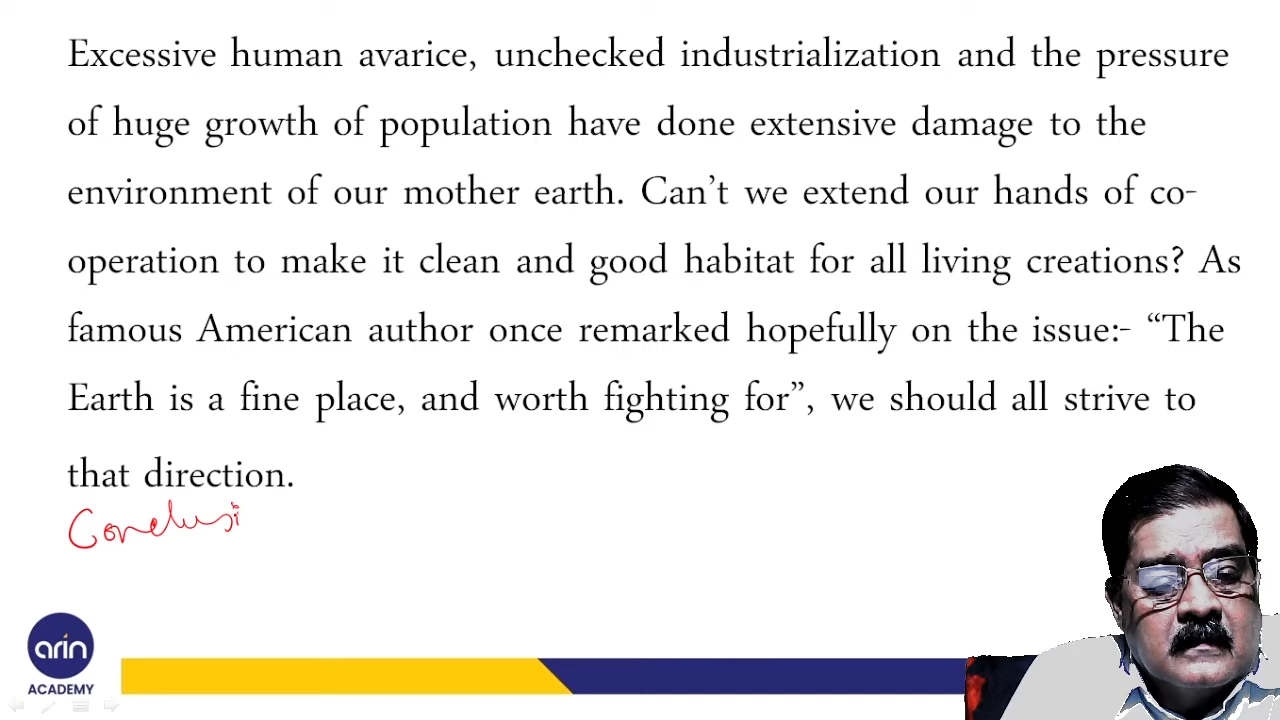 Excessive human avarice, unchecked industrialization and the pressure
of huge growth of population have done extensive damage to the
environment of our mother earth. Can’t we extend our hands of co-
operation to make it clean and good habitat for all living creations? As
famous American author once remarked hopefully on the issue:- “The
Earth is a fine place, and worth fighting for”, we should all strive to
that direction.
Conclusi
arin
ACADEMY